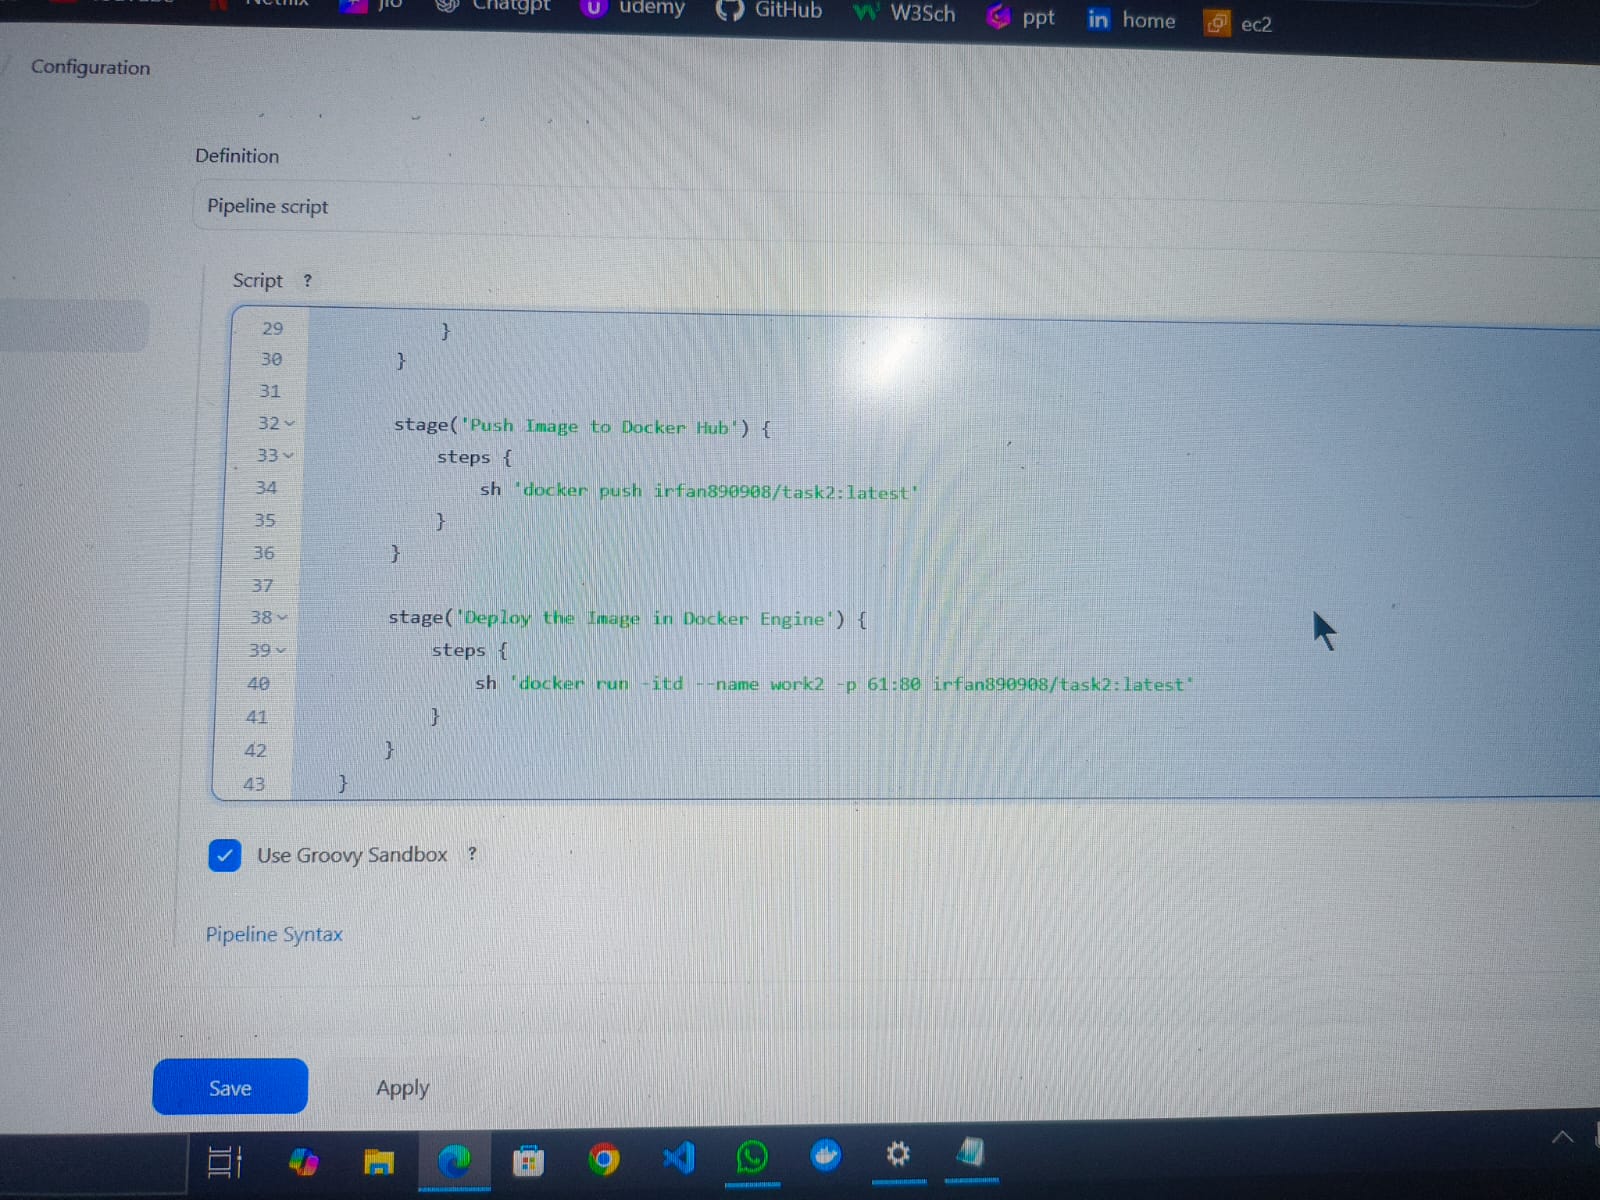 Chatgpt
udemy
GitHub
W3Sch
ppt
in home
ec2
Configuration
Definition
Pipeline script
Script ?
29 }
30 }
31
32 stage('Push Image to Docker Hub') {
33 steps {
34 sh 'docker push irfan890908/task2:latest'
35 }
36 }
37
38 stage('Deploy the Image in Docker Engine') {
39 steps {
40 sh 'docker run -itd --name work2 -p 61:80 irfan890908/task2:latest'
41 }
42 }
43 }
Use Groovy Sandbox ?
Pipeline Syntax
Save
Apply